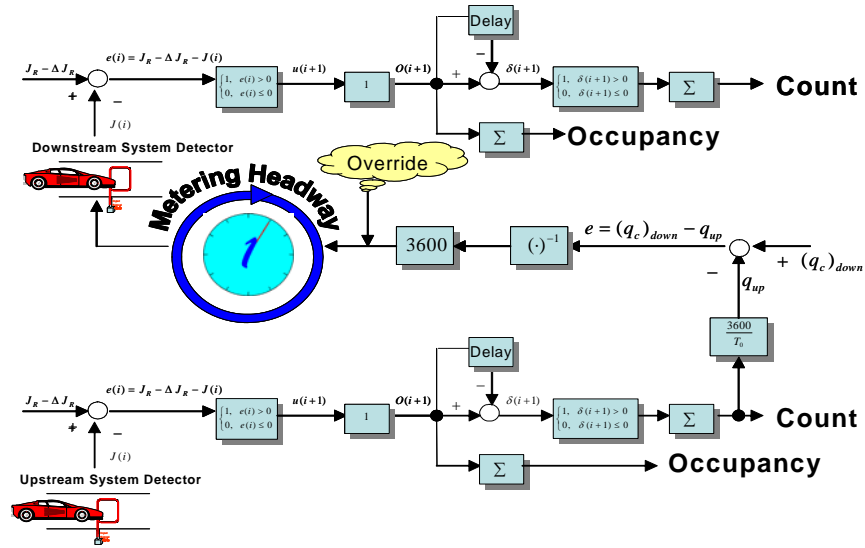 Delay
J_R − ΔJ_R
e(i) = J_R − ΔJ_R − J(i)
u(i+1)
O(i+1)
−
δ(i+1)
+ −
{1, e(i) > 0
0, e(i) ≤ 0
1
+
{1, δ(i+1) > 0
0, δ(i+1) ≤ 0
Σ
Count
J(i)
Σ
Occupancy
Downstream System Detector
Override
Metering Headway
3600
(·)⁻¹
e = (q_c)_down − q_up
−
+ (q_c)_down
q_up
3600
T_0
Delay
J_R − ΔJ_R
e(i) = J_R − ΔJ_R − J(i)
u(i+1)
O(i+1)
−
δ(i+1)
+ −
{1, e(i) > 0
0, e(i) ≤ 0
1
+
{1, δ(i+1) > 0
0, δ(i+1) ≤ 0
Σ
Count
J(i)
Σ
Occupancy
Upstream System Detector